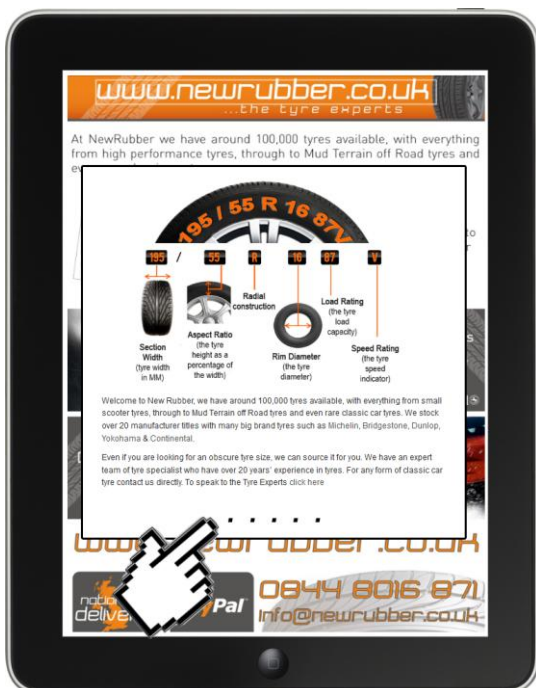 www.newrubber.co.uk
...the tyre experts
At NewRubber we have around 100,000 tyres available, with everything
from high performance tyres, through to Mud Terrain off Road tyres and
195 / 55 R 16 87V
195 / 55 R 16 87 V
Section
Width
(tyre width
in MM)
Aspect Ratio
(the tyre
height as a
percentage of
the width)
Radial
construction
Rim Diameter
(the tyre
diameter)
Load Rating
(the tyre
load
capacity)
Speed Rating
(the tyre
speed
indicator)
Welcome to New Rubber, we have around 100,000 tyres available, with everything from small
scooter tyres, through to Mud Terrain off Road tyres and even rare classic car tyres. We stock
over 20 manufacturer titles with many big brand tyres such as Michelin, Bridgestone, Dunlop,
Yokohama & Continental.
Even if you are looking for an obscure tyre size, we can source it for you. We have an expert
team of tyre specialist who have over 20 years' experience in tyres. For any form of classic car
tyre contact us directly. To speak to the Tyre Experts click here
. . . . .
www.newrubber.co.uk
Pal
0844 8016 871
Info@newrubber.co.uk